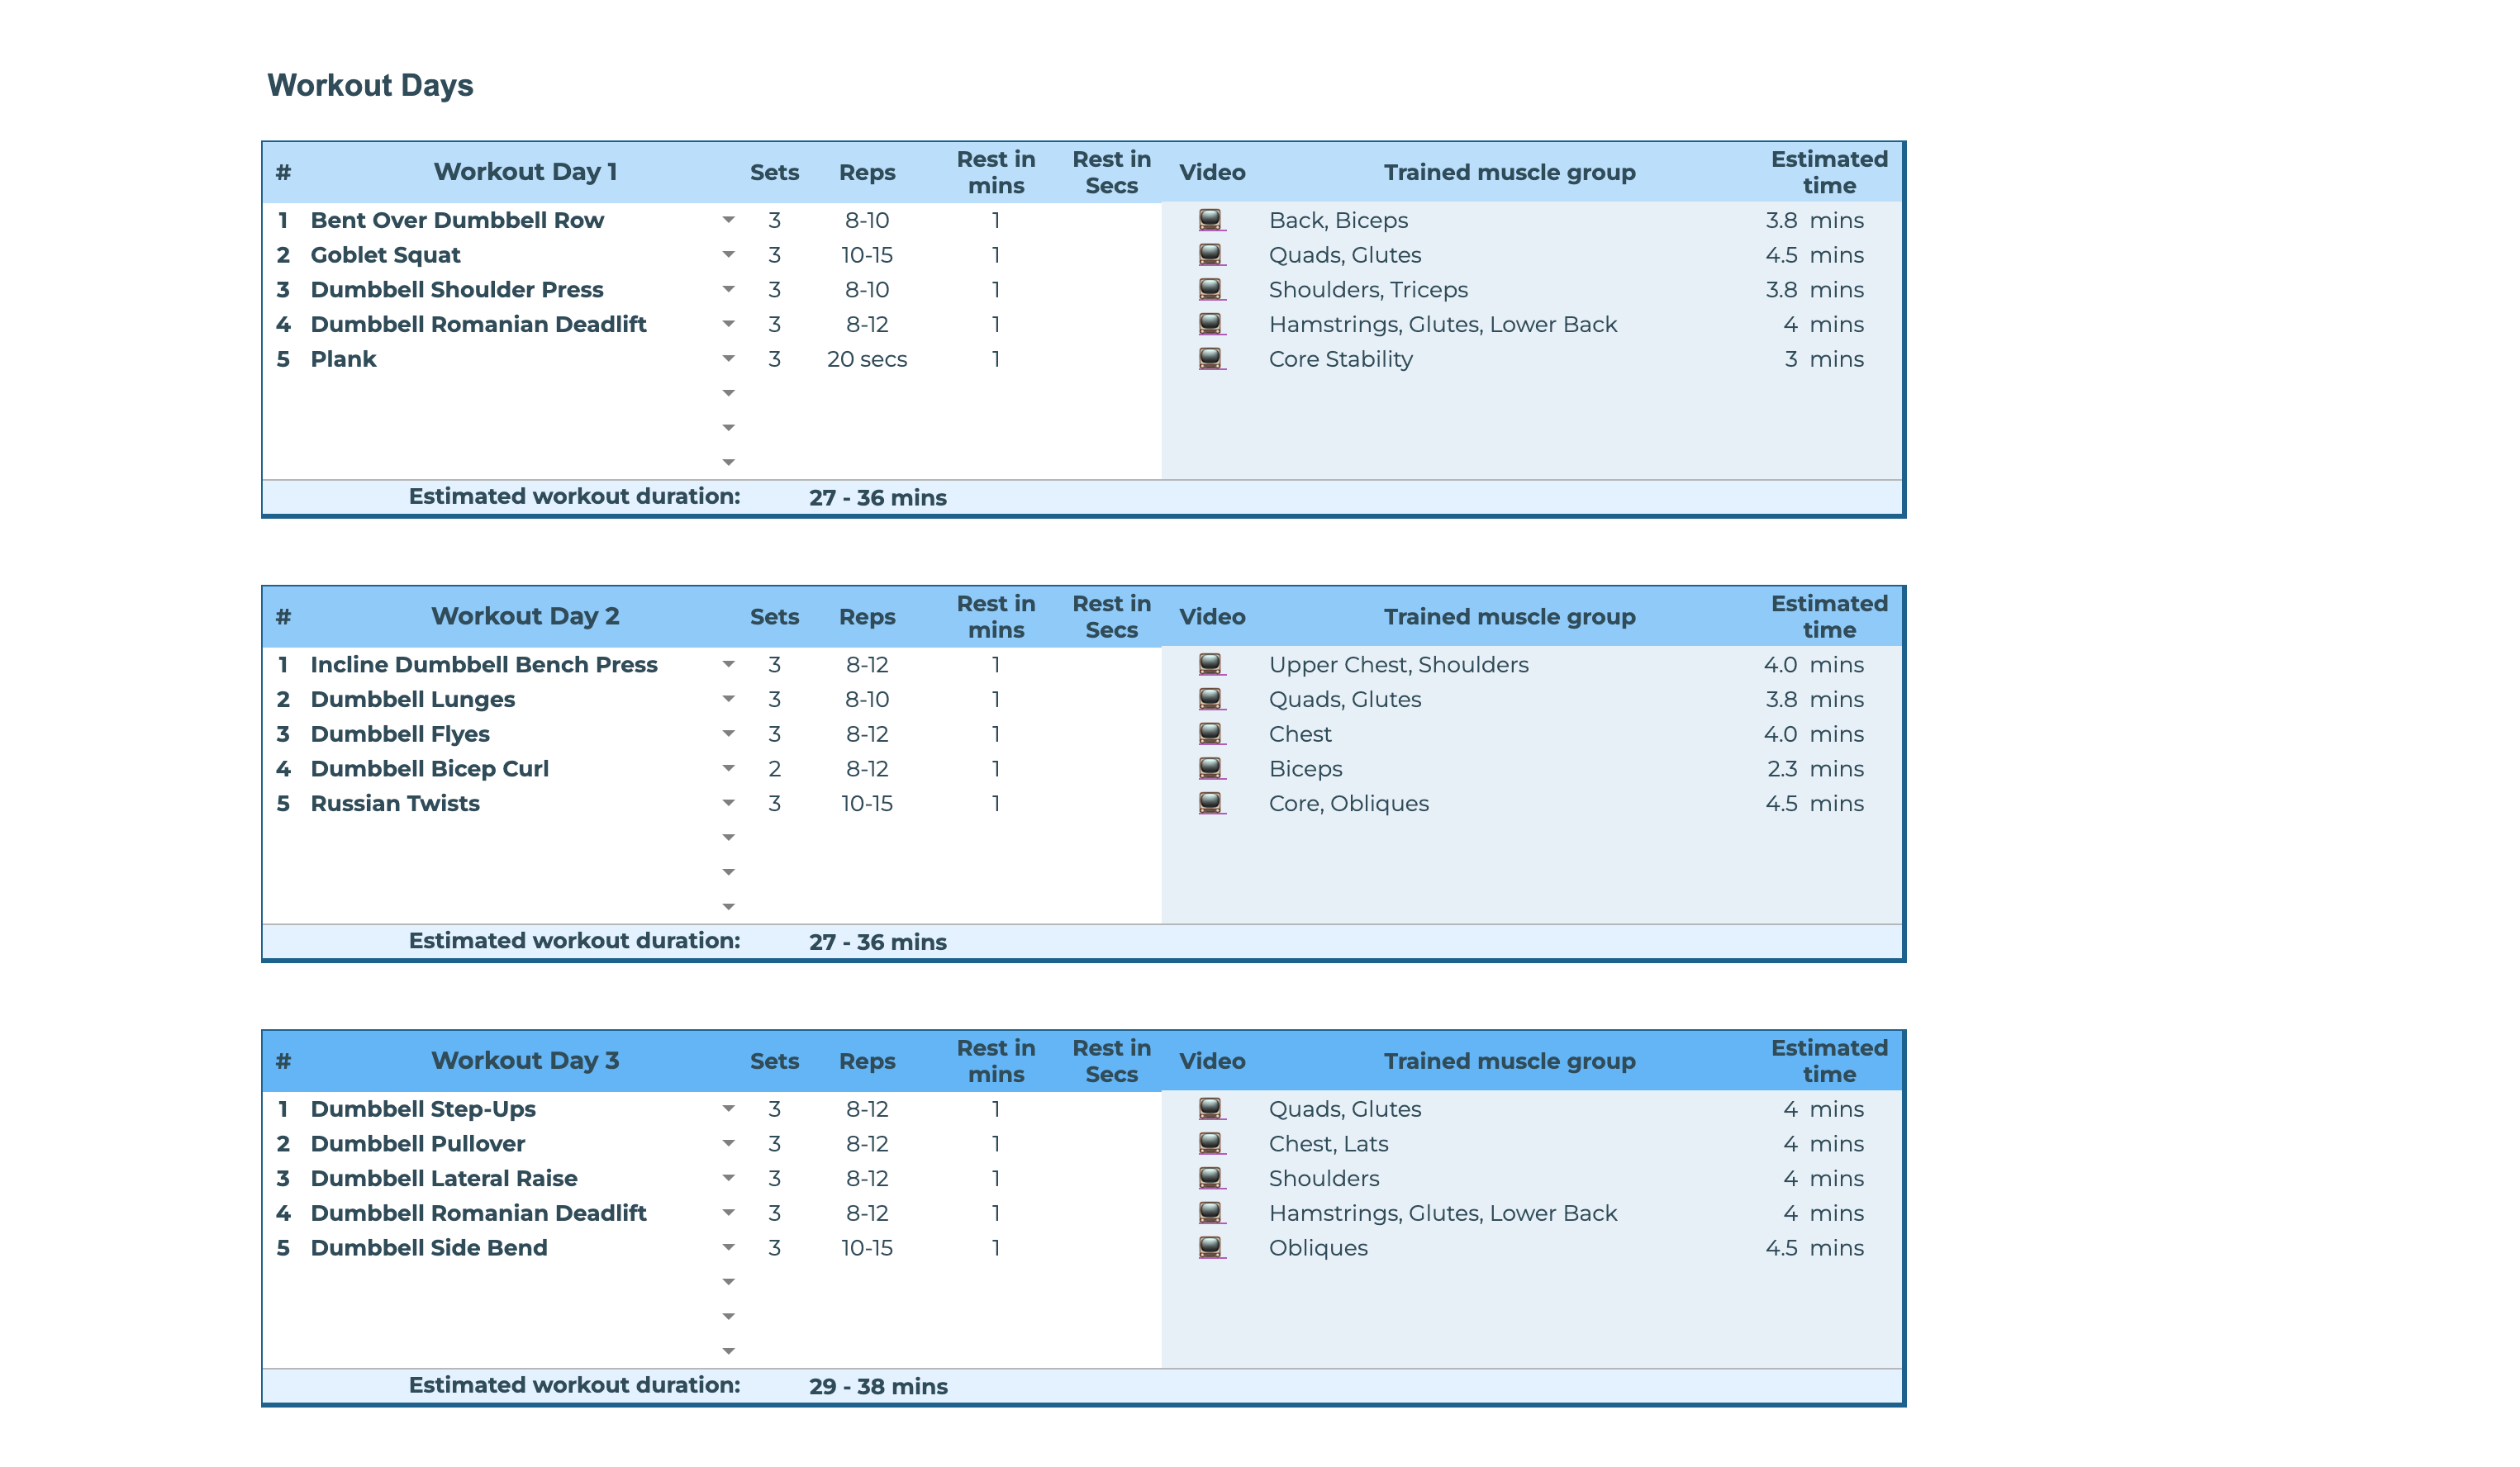 Workout Days
# Workout Day 1 Sets Reps Rest in mins Rest in Secs Video Trained muscle group Estimated time
1 Bent Over Dumbbell Row 3 8-10 1 Back, Biceps 3.8 mins
2 Goblet Squat 3 10-15 1 Quads, Glutes 4.5 mins
3 Dumbbell Shoulder Press 3 8-10 1 Shoulders, Triceps 3.8 mins
4 Dumbbell Romanian Deadlift 3 8-12 1 Hamstrings, Glutes, Lower Back 4 mins
5 Plank 3 20 secs 1 Core Stability 3 mins
Estimated workout duration: 27 - 36 mins
# Workout Day 2 Sets Reps Rest in mins Rest in Secs Video Trained muscle group Estimated time
1 Incline Dumbbell Bench Press 3 8-12 1 Upper Chest, Shoulders 4.0 mins
2 Dumbbell Lunges 3 8-10 1 Quads, Glutes 3.8 mins
3 Dumbbell Flyes 3 8-12 1 Chest 4.0 mins
4 Dumbbell Bicep Curl 2 8-12 1 Biceps 2.3 mins
5 Russian Twists 3 10-15 1 Core, Obliques 4.5 mins
Estimated workout duration: 27 - 36 mins
# Workout Day 3 Sets Reps Rest in mins Rest in Secs Video Trained muscle group Estimated time
1 Dumbbell Step-Ups 3 8-12 1 Quads, Glutes 4 mins
2 Dumbbell Pullover 3 8-12 1 Chest, Lats 4 mins
3 Dumbbell Lateral Raise 3 8-12 1 Shoulders 4 mins
4 Dumbbell Romanian Deadlift 3 8-12 1 Hamstrings, Glutes, Lower Back 4 mins
5 Dumbbell Side Bend 3 10-15 1 Obliques 4.5 mins
Estimated workout duration: 29 - 38 mins